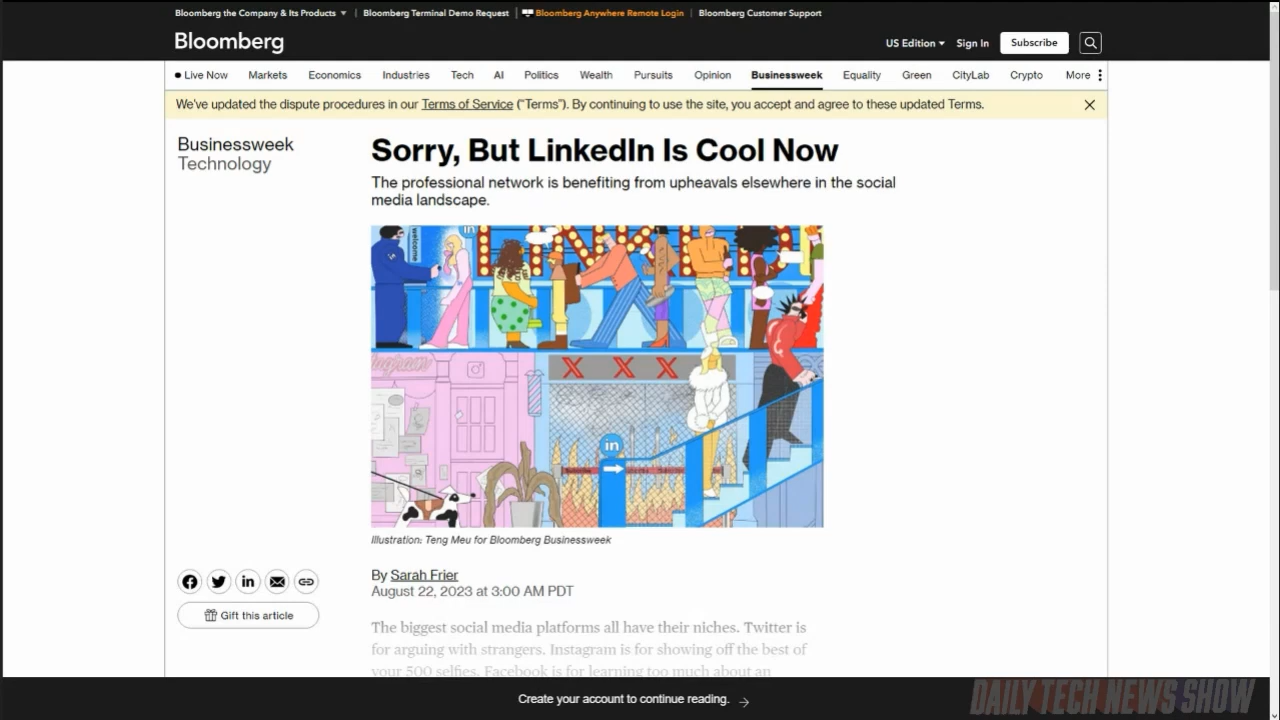 Bloomberg the Company & Its Products
Bloomberg Terminal Demo Request
Bloomberg Anywhere Remote Login
Bloomberg Customer Support
Bloomberg
US Edition
Sign In
Subscribe
Live Now
Markets
Economics
Industries
Tech
AI
Politics
Wealth
Pursuits
Opinion
Businessweek
Equality
Green
CityLab
Crypto
More
We've updated the dispute procedures in our Terms of Service ("Terms"). By continuing to use the site, you accept and agree to these updated Terms.
Businessweek
Technology
Sorry, But LinkedIn Is Cool Now
The professional network is benefiting from upheavals elsewhere in the social
media landscape.
welcome
in
X X X
in
Illustration: Teng Meu for Bloomberg Businessweek
By Sarah Frier
August 22, 2023 at 3:00 AM PDT
in
Gift this article
The biggest social media platforms all have their niches. Twitter is
for arguing with strangers. Instagram is for showing off the best of
your 500 selfies. Facebook is for learning too much about an
Create your account to continue reading.
DAILY TECH NEWS SHOW